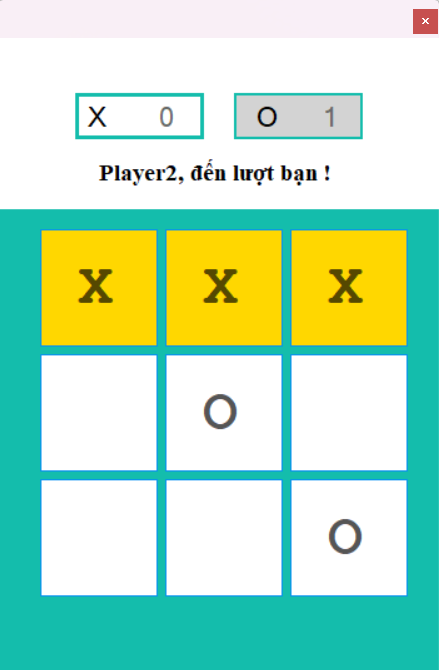 X 0 O 1
Player2, đến lượt bạn !
X X X
O
O